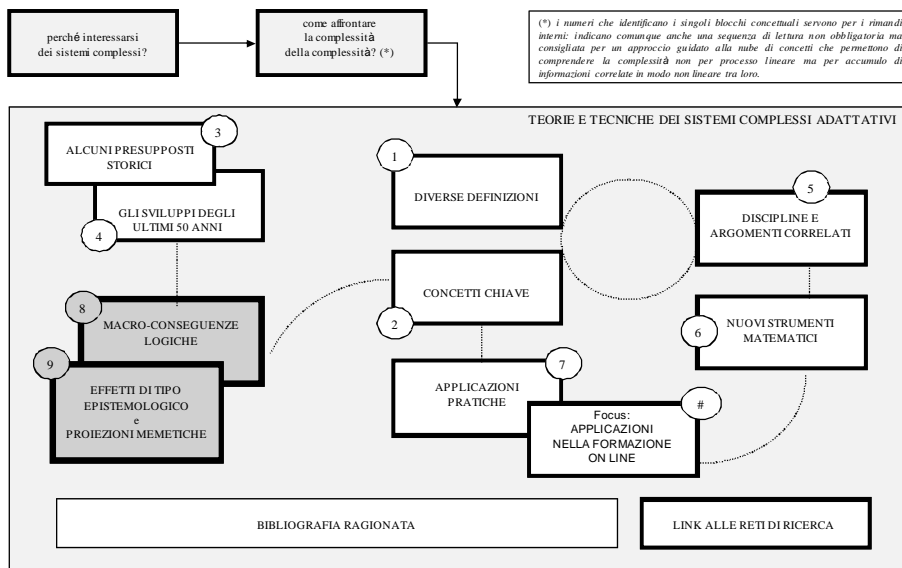 perché interessarsi
dei sistemi complessi?
come affrontare
la complessità
della complessità? (*)
(*) i numeri che identificano i singoli blocchi concettuali servono per i rimandi
interni: indicano comunque anche una sequenza di lettura non obbligatoria ma
consigliata per un approccio guidato alla nube di concetti che permettono di
comprendere la complessità non per processo lineare ma per accumulo di
informazioni correlate in modo non lineare tra loro.
TEORIE E TECNICHE DEI SISTEMI COMPLESSI ADATTATIVI
3
ALCUNI PRESUPPOSTI
STORICI
GLI SVILUPPI DEGLI
ULTIMI 50 ANNI
4
1
DIVERSE DEFINIZIONI
5
DISCIPLINE E
ARGOMENTI CORRELATI
CONCETTI CHIAVE
2
NUOVI STRUMENTI
MATEMATICI
6
8
MACRO-CONSEGUENZE
LOGICHE
9
EFFETTI DI TIPO
EPISTEMOLOGICO
e
PROIEZIONI MEMETICHE
7
APPLICAZIONI
PRATICHE
#
Focus:
APPLICAZIONI
NELLA FORMAZIONE
ON LINE
BIBLIOGRAFIA RAGIONATA
LINK ALLE RETI DI RICERCA